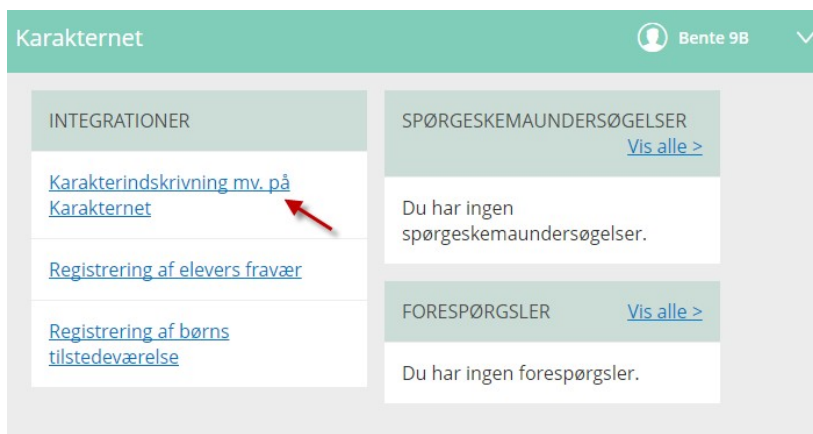 Karakternet
Bente 9B
INTEGRATIONER
Karakterindskrivning mv. på
Karakternet
Registrering af elevers fravær
Registrering af børns
tilstedeværelse
SPØRGESKEMAUNDERSØGELSER
Vis alle >
Du har ingen
spørgeskemaundersøgelser.
FORESPØRGSLER Vis alle >
Du har ingen forespørgsler.